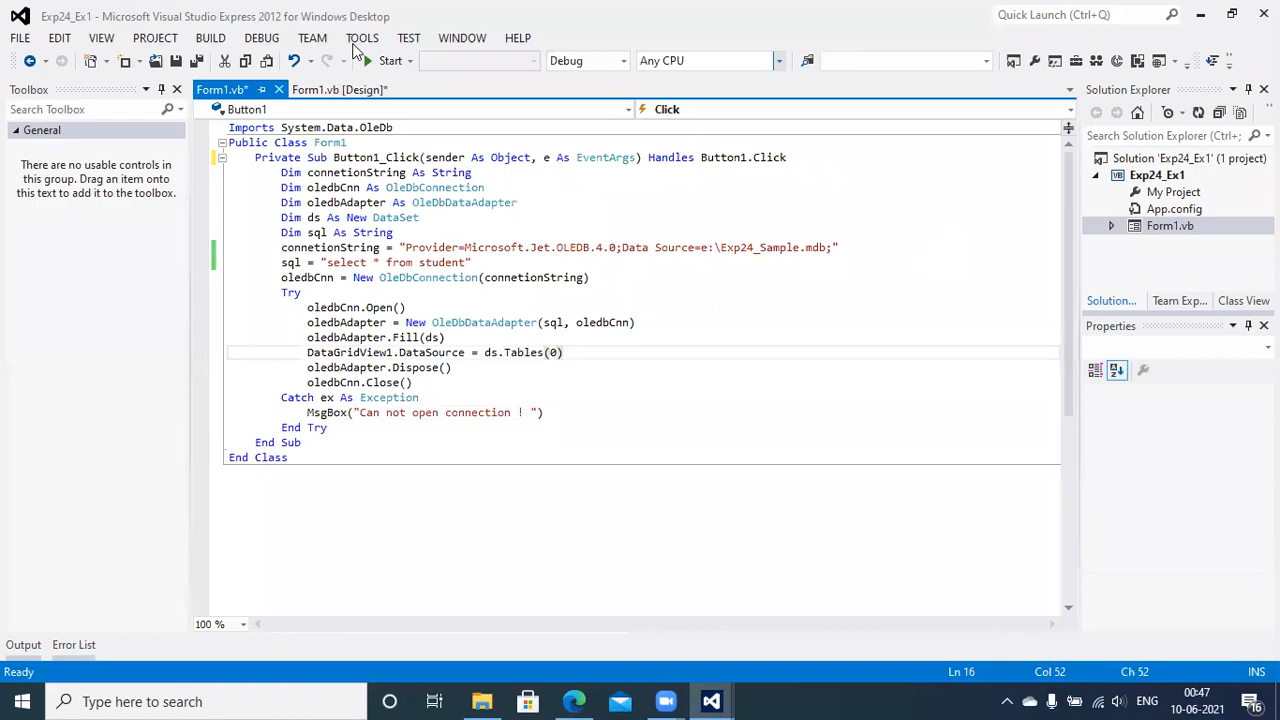 Exp24_Ex1 - Microsoft Visual Studio Express 2012 for Windows Desktop
Quick Launch (Ctrl+Q)
FILE EDIT VIEW PROJECT BUILD DEBUG TEAM TOOLS TEST WINDOW HELP
Start Debug Any CPU
Toolbox
Search Toolbox
General
There are no usable controls in
this group. Drag an item onto
this text to add it to the toolbox.
Form1.vb* Form1.vb [Design]*
Button1 Click
Imports System.Data.OleDb
Public Class Form1
Private Sub Button1_Click(sender As Object, e As EventArgs) Handles Button1.Click
Dim connetionString As String
Dim oledbCnn As OleDbConnection
Dim oledbAdapter As OleDbDataAdapter
Dim ds As New DataSet
Dim sql As String
connetionString = "Provider=Microsoft.Jet.OLEDB.4.0;Data Source=e:\Exp24_Sample.mdb;"
sql = "select * from student"
oledbCnn = New OleDbConnection(connetionString)
Try
oledbCnn.Open()
oledbAdapter = New OleDbDataAdapter(sql, oledbCnn)
oledbAdapter.Fill(ds)
DataGridView1.DataSource = ds.Tables(0)
oledbAdapter.Dispose()
oledbCnn.Close()
Catch ex As Exception
MsgBox("Can not open connection ! ")
End Try
End Sub
End Class
100 %
Solution Explorer
Search Solution Explorer (Ctrl+;)
Solution 'Exp24_Ex1' (1 project)
Exp24_Ex1
My Project
App.config
Form1.vb
Solution... Team Exp... Class View
Properties
Output Error List
Ready Ln 16 Col 52 Ch 52 INS
Type here to search
ENG
00:47
10-06-2021
16